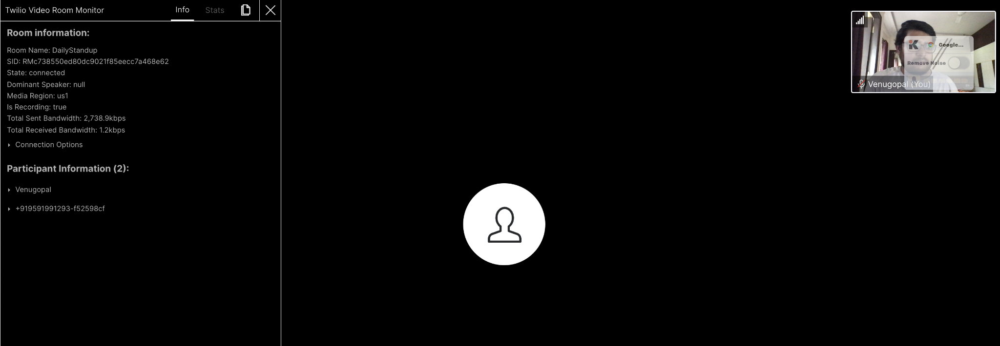 Twilio Video Room Monitor
Info
Stats
Room information:
Room Name: DailyStandup
SID: RMc738550ed80dc9021f85eecc7a468e62
State: connected
Dominant Speaker: null
Media Region: us1
Is Recording: true
Total Sent Bandwidth: 2,738.9kbps
Total Received Bandwidth: 1.2kbps
Connection Options
Participant Information (2):
Venugopal
+919591991293-f52598cf
Google...
Remove Noise
Venugopal (You)